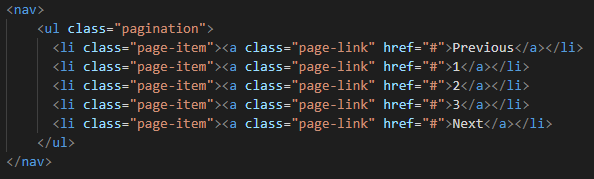 <nav>
    <ul class="pagination">
      <li class="page-item"><a class="page-link" href="#">Previous</a></li>
      <li class="page-item"><a class="page-link" href="#">1</a></li>
      <li class="page-item"><a class="page-link" href="#">2</a></li>
      <li class="page-item"><a class="page-link" href="#">3</a></li>
      <li class="page-item"><a class="page-link" href="#">Next</a></li>
    </ul>
</nav>